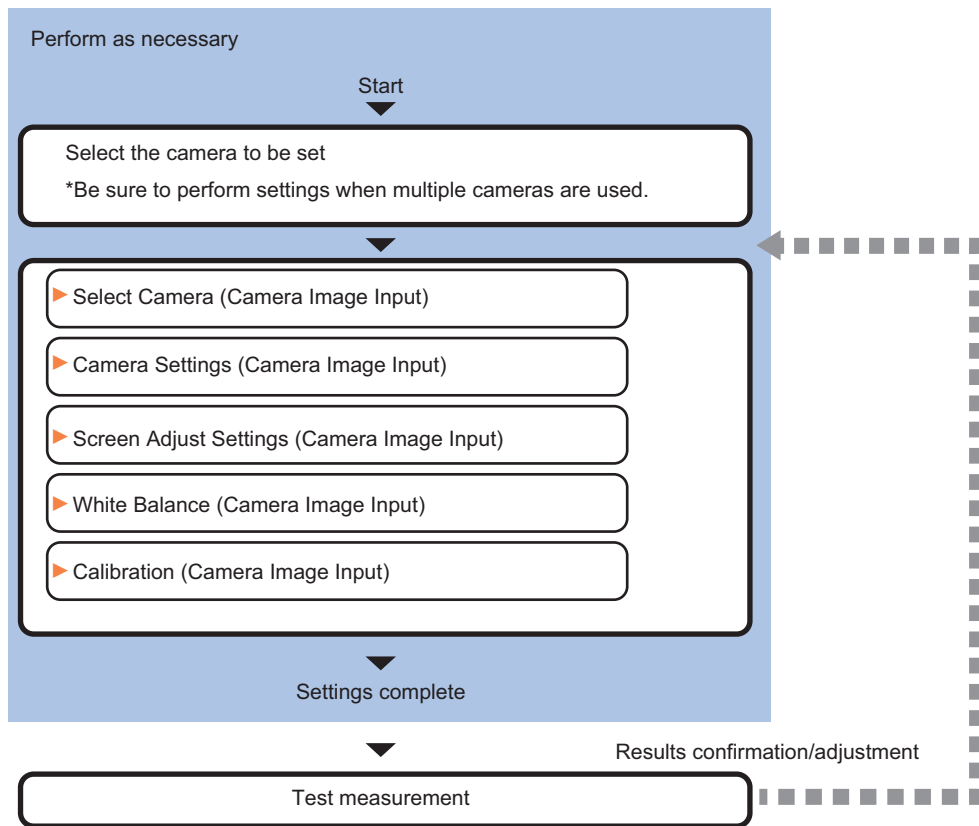 Perform as necessary
Start
Select the camera to be set
*Be sure to perform settings when multiple cameras are used.
Select Camera (Camera Image Input)
Camera Settings (Camera Image Input)
Screen Adjust Settings (Camera Image Input)
White Balance (Camera Image Input)
Calibration (Camera Image Input)
Settings complete
Results confirmation/adjustment
Test measurement